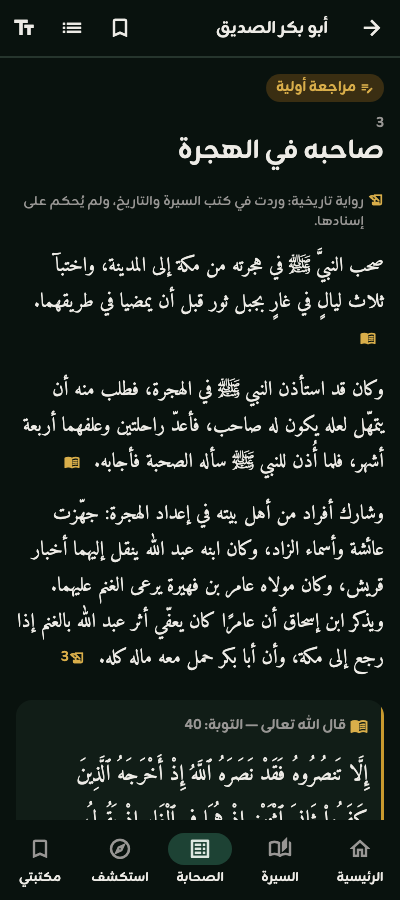 أبو بكر الصديق
مراجعة أولية
3
صاحبه في الهجرة
رواية تاريخية: وردت في كتب السيرة والتاريخ، ولم يُحكم على
إسنادها.
صحب النبيَّ ﷺ في هجرته من مكة إلى المدينة، واختبآ
ثلاث ليالٍ في غارٍ بجبل ثور قبل أن يمضيا في طريقهما.
وكان قد استأذن النبي ﷺ في الهجرة، فطلب منه أن
يتمهّل لعله يكون له صاحب، فأعدّ راحلتين وعلفهما أربعة
أشهر، فلما أُذن للنبي ﷺ سأله الصحبة فأجابه.
وشارك أفراد من أهل بيته في إعداد الهجرة: جهّزت
عائشة وأسماء الزاد، وكان ابنه عبد الله ينقل إليهما أخبار
قريش، وكان مولاه عامر بن فهيرة يرعى الغنم عليهما.
ويذكر ابن إسحاق أن عامرًا كان يعفّي أثر عبد الله بالغنم إذا
رجع إلى مكة، وأن أبا بكر حمل معه ماله كله. 3
قال الله تعالى — التوبة: 40
إِلَّا تَنصُرُوهُ فَقَدْ نَصَرَهُ ٱللَّهُ إِذْ أَخْرَجَهُ ٱلَّذِينَ
الرئيسية
السيرة
الصحابة
استكشف
مكتبتي